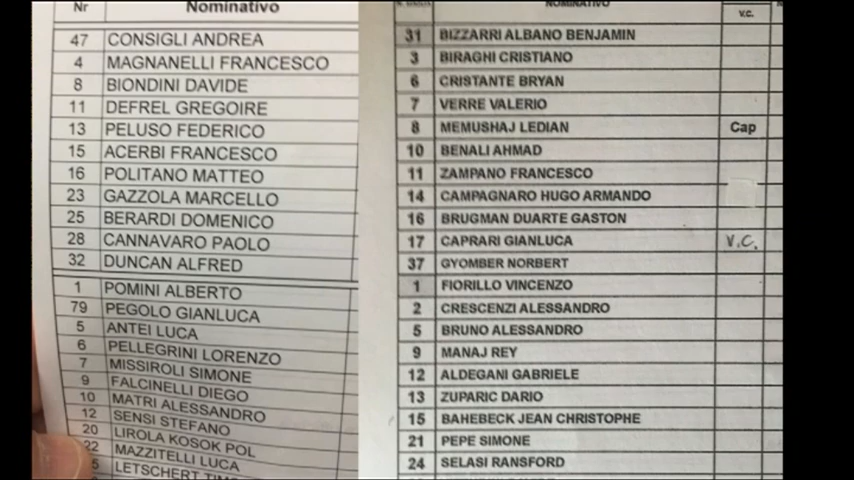 Nr Nominativo
47 CONSIGLI ANDREA
4 MAGNANELLI FRANCESCO
8 BIONDINI DAVIDE
11 DEFREL GREGOIRE
13 PELUSO FEDERICO
15 ACERBI FRANCESCO
16 POLITANO MATTEO
23 GAZZOLA MARCELLO
25 BERARDI DOMENICO
28 CANNAVARO PAOLO
32 DUNCAN ALFRED
1 POMINI ALBERTO
79 PEGOLO GIANLUCA
5 ANTEI LUCA
6 PELLEGRINI LORENZO
7 MISSIROLI SIMONE
9 FALCINELLI DIEGO
10 MATRI ALESSANDRO
12 SENSI STEFANO
20 LIROLA KOSOK POL
22 MAZZITELLI LUCA
5 LETSCHERT
NOMINATIVO V.C.
31 BIZZARRI ALBANO BENJAMIN
3 BIRAGHI CRISTIANO
6 CRISTANTE BRYAN
7 VERRE VALERIO
8 MEMUSHAJ LEDIAN Cap
10 BENALI AHMAD
11 ZAMPANO FRANCESCO
14 CAMPAGNARO HUGO ARMANDO
16 BRUGMAN DUARTE GASTON
17 CAPRARI GIANLUCA V.C.
37 GYOMBER NORBERT
1 FIORILLO VINCENZO
2 CRESCENZI ALESSANDRO
5 BRUNO ALESSANDRO
9 MANAJ REY
12 ALDEGANI GABRIELE
13 ZUPARIC DARIO
15 BAHEBECK JEAN CHRISTOPHE
21 PEPE SIMONE
24 SELASI RANSFORD